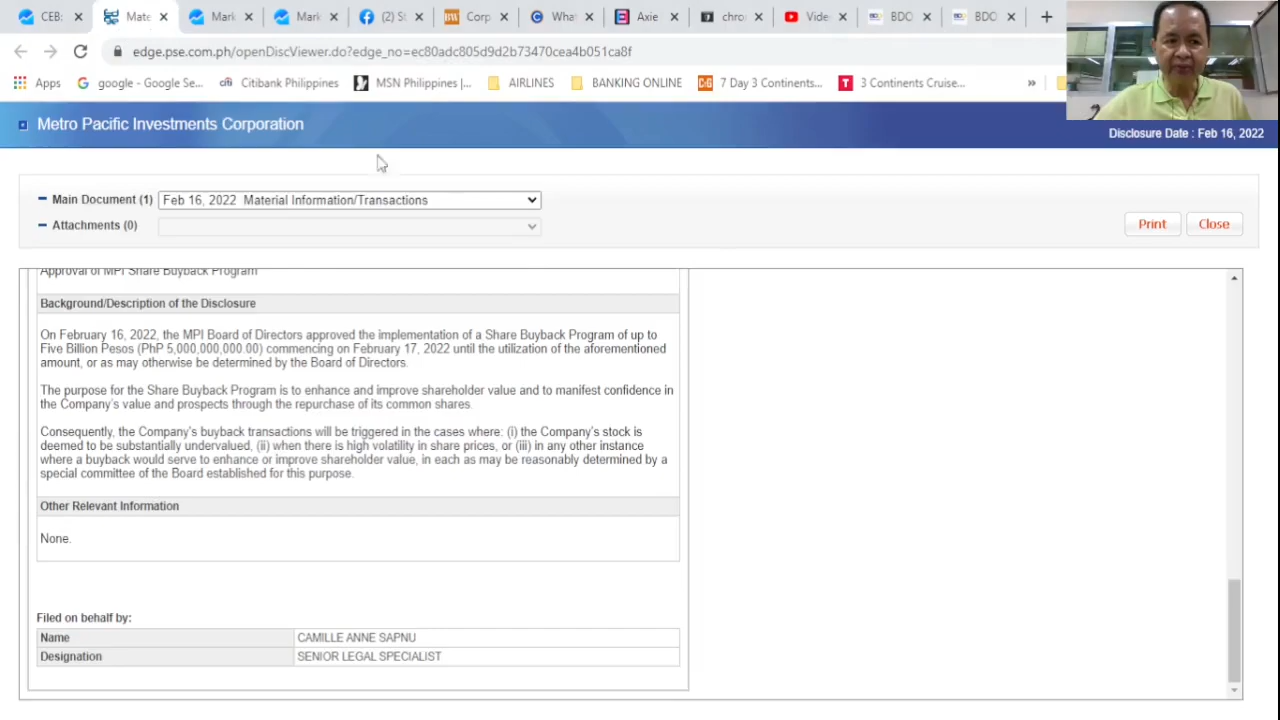 CEB:
Mate
Mark
Mark
(2) S
Corp
Wha
Axie
chro
Vide
BDO
BDO
edge.pse.com.ph/openDiscViewer.do?edge_no=ec80adc805d9d2b73470cea4b051ca8f
Apps
google - Google Se...
Citibank Philippines
MSN Philippines |...
AIRLINES
BANKING ONLINE
7 Day 3 Continents...
3 Continents Cruise...
»
Metro Pacific Investments Corporation
Disclosure Date : Feb 16, 2022
Main Document (1)
Feb 16, 2022 Material Information/Transactions
Attachments (0)
Print
Close
Approval of MPI Share Buyback Program
Background/Description of the Disclosure
On February 16, 2022, the MPI Board of Directors approved the implementation of a Share Buyback Program of up to
Five Billion Pesos (PhP 5,000,000,000.00) commencing on February 17, 2022 until the utilization of the aforementioned
amount, or as may otherwise be determined by the Board of Directors.
The purpose for the Share Buyback Program is to enhance and improve shareholder value and to manifest confidence in
the Company's value and prospects through the repurchase of its common shares.
Consequently, the Company's buyback transactions will be triggered in the cases where: (i) the Company's stock is
deemed to be substantially undervalued, (ii) when there is high volatility in share prices, or (iii) in any other instance
where a buyback would serve to enhance or improve shareholder value, in each as may be reasonably determined by a
special committee of the Board established for this purpose.
Other Relevant Information
None.
Filed on behalf by:
Name
CAMILLE ANNE SAPNU
Designation
SENIOR LEGAL SPECIALIST